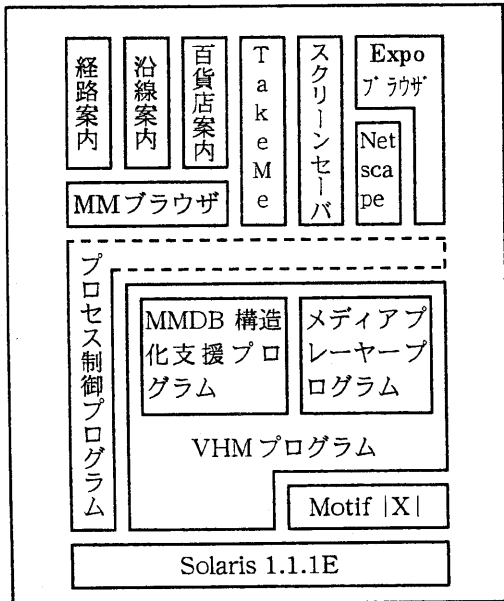 経路案内
沿線案内
百貨店案内
TakeMe
スクリーンセーバ
Expo
ブラウザ
Net
sca
pe
MMブラウザ
プロセス制御プログラム
MMDB 構造
化支援プロ
グラム
メディアプ
レーヤープ
ログラム
VHMプログラム
Motif |X|
Solaris 1.1.1E